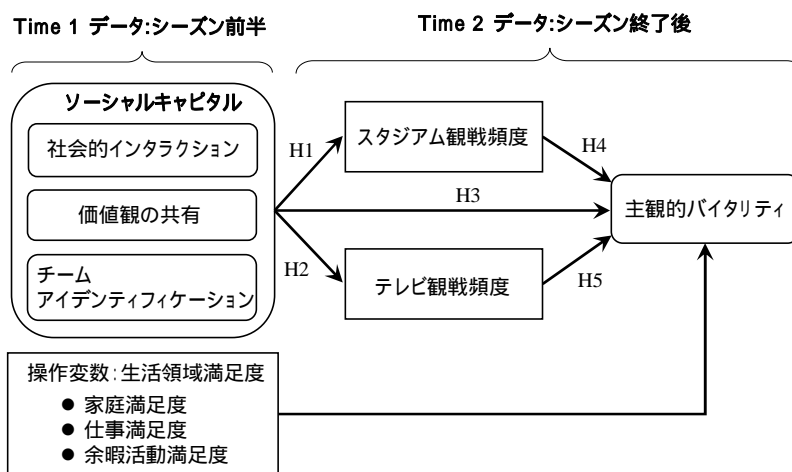 Time 1 データ:シーズン前半
Time 2 データ:シーズン終了後
ソーシャルキャピタル
社会的インタラクション
価値観の共有
チーム
アイデンティフィケーション
H1
H2
H3
スタジアム観戦頻度
テレビ観戦頻度
H4
H5
主観的バイタリティ
操作変数:生活領域満足度
● 家庭満足度
● 仕事満足度
● 余暇活動満足度